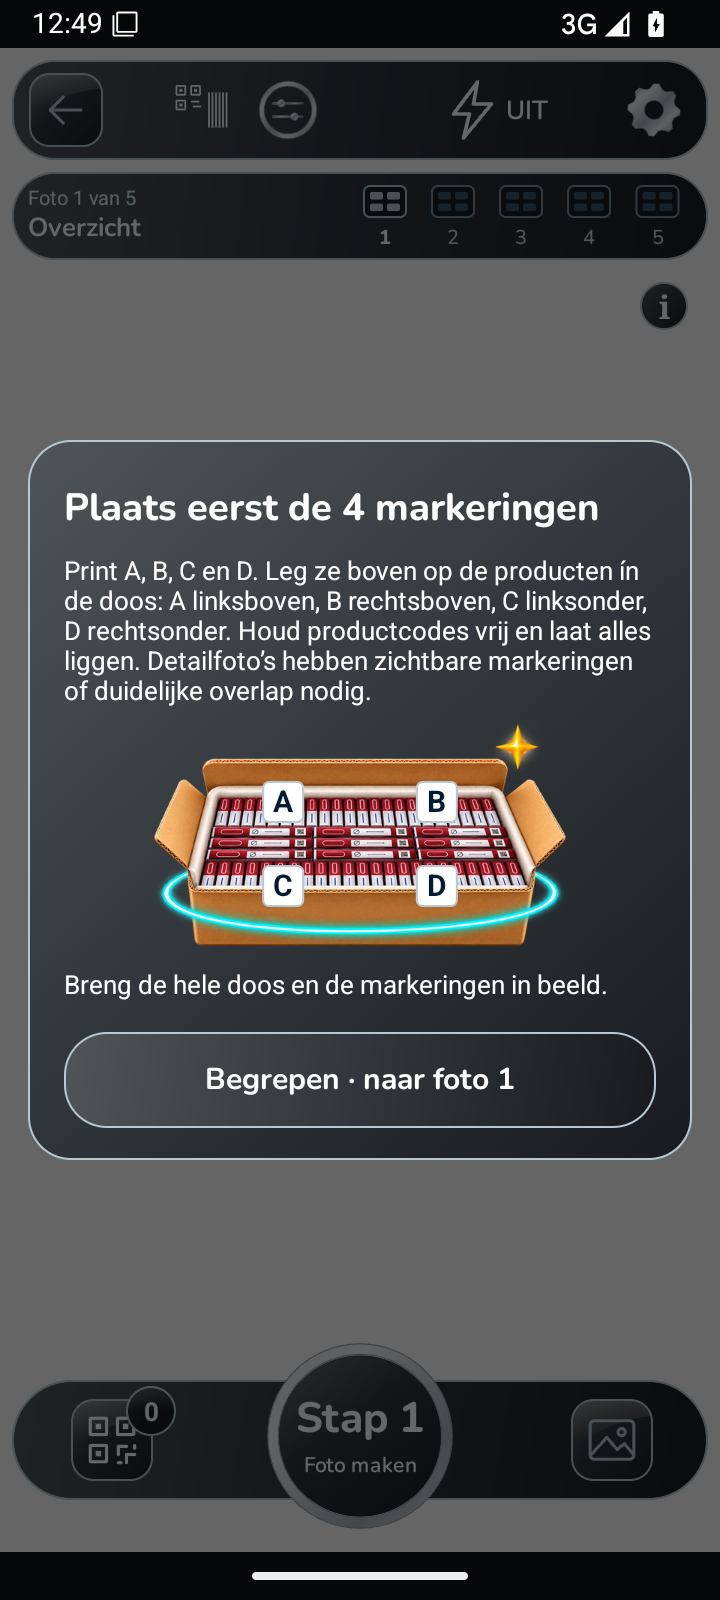 12:49
3G
UIT
Foto 1 van 5
Overzicht
1 2 3 4 5
i
Plaats eerst de 4 markeringen
Print A, B, C en D. Leg ze boven op de producten ín
de doos: A linksboven, B rechtsboven, C linksonder,
D rechtsonder. Houd productcodes vrij en laat alles
liggen. Detailfoto’s hebben zichtbare markeringen
of duidelijke overlap nodig.
A B
C D
Breng de hele doos en de markeringen in beeld.
Begrepen · naar foto 1
0
Stap 1
Foto maken